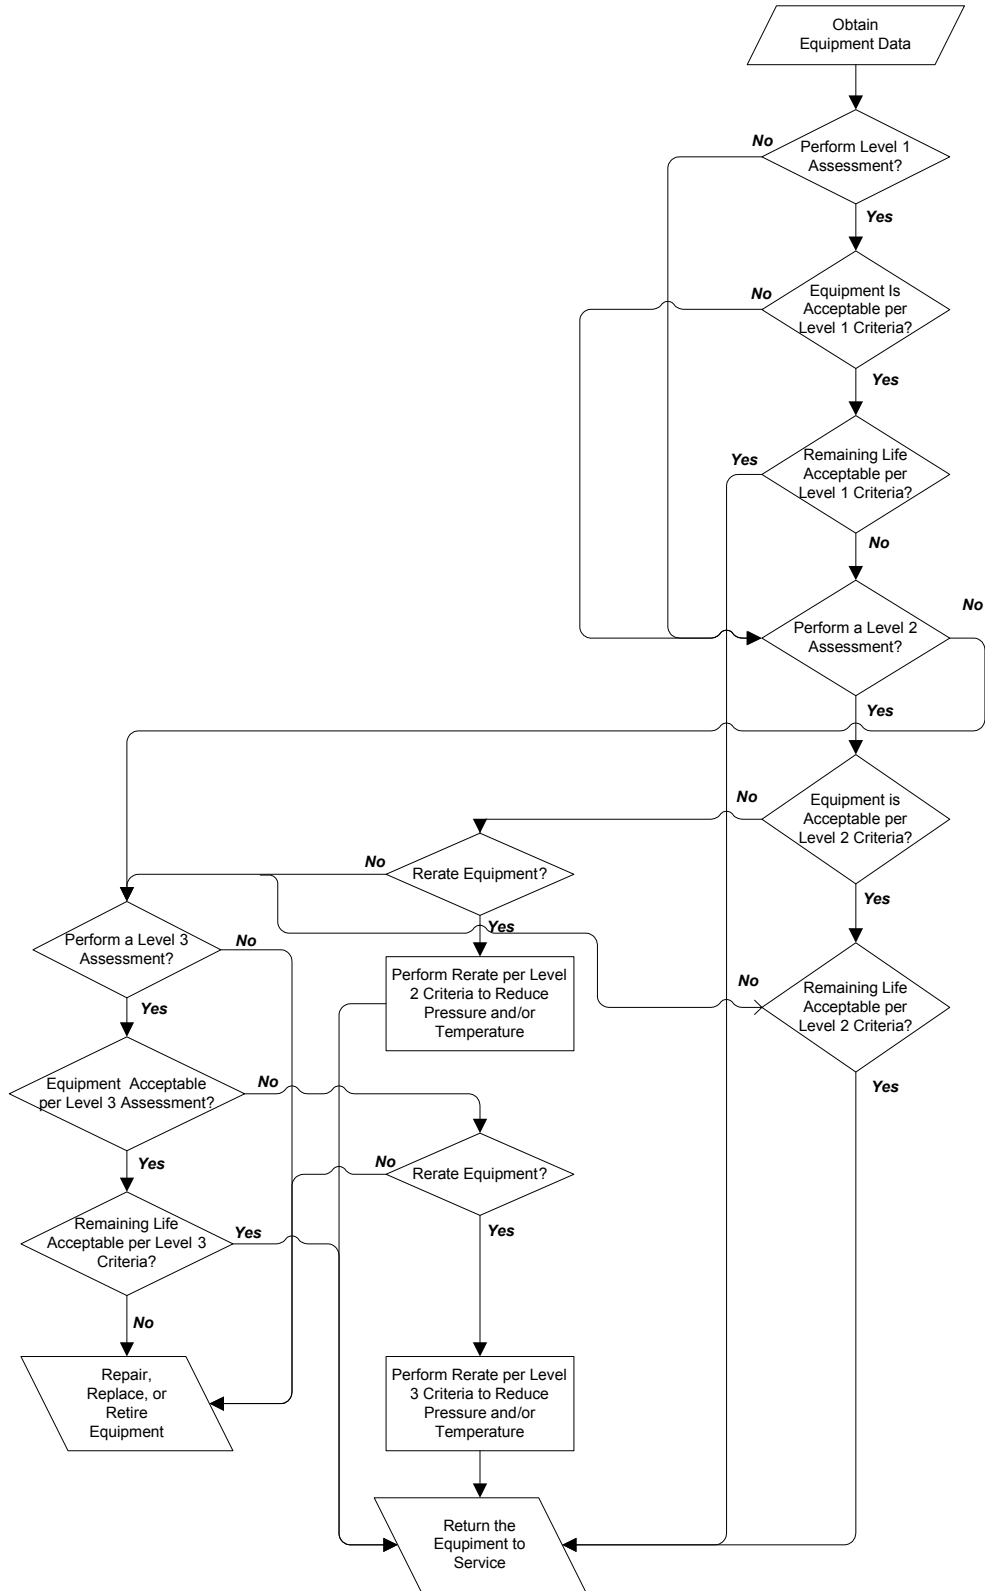 Obtain
Equipment Data
No
Perform Level 1
Assessment?
Yes
No
Equipment Is
Acceptable per
Level 1 Criteria?
Yes
Yes
Remaining Life
Acceptable per
Level 1 Criteria?
No
No
Perform a Level 2
Assessment?
Yes
No
Equipment is
Acceptable per
Level 2 Criteria?
Yes
No
Rerate Equipment?
Yes
Perform a Level 3
Assessment?
No
Yes
Perform Rerate per Level
2 Criteria to Reduce
Pressure and/or
Temperature
No
Remaining Life
Acceptable per
Level 2 Criteria?
Yes
Equipment  Acceptable
per Level 3 Assessment?
No
Yes
No
Rerate Equipment?
Yes
Remaining Life
Acceptable per Level 3
Criteria?
Yes
No
Repair,
Replace, or
Retire
Equipment
Perform Rerate per Level
3 Criteria to Reduce
Pressure and/or
Temperature
Return the
Equpiment to
Service